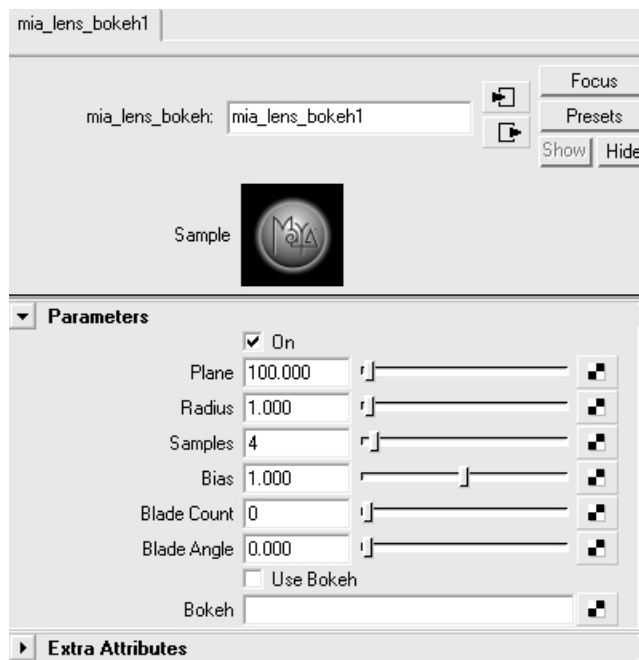 mia_lens_bokeh1
Focus
mia_lens_bokeh: mia_lens_bokeh1
Presets
Show Hide
Sample
MAYA
Parameters
On
Plane 100.000
Radius 1.000
Samples 4
Bias 1.000
Blade Count 0
Blade Angle 0.000
Use Bokeh
Bokeh
Extra Attributes